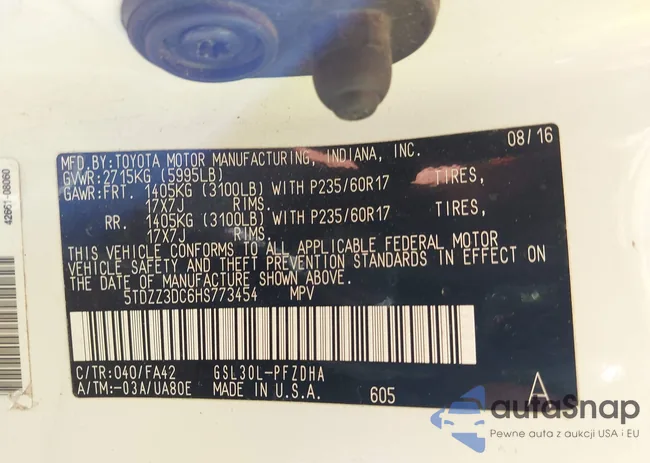 42661-08060
MFD.BY:TOYOTA MOTOR MANUFACTURING, INDIANA, INC. 08/16
GVWR:2715KG (5995LB)
GAWR:FRT. 1405KG (3100LB) WITH P235/60R17 TIRES,
17X7J RIMS.
RR. 1405KG (3100LB) WITH P235/60R17 TIRES,
17X7J RIMS.
THIS VEHICLE CONFORMS TO ALL APPLICABLE FEDERAL MOTOR
VEHICLE SAFETY AND THEFT PREVENTION STANDARDS IN EFFECT ON
THE DATE OF MANUFACTURE SHOWN ABOVE.
5TDZZ3DC6HS773454 MPV
C/TR:040/FA42 GSL30L-PFZDHA
A/TM:-03A/UA80E MADE IN U.S.A. 605 A
autoSnap
Pewne auta z aukcji USA i EU